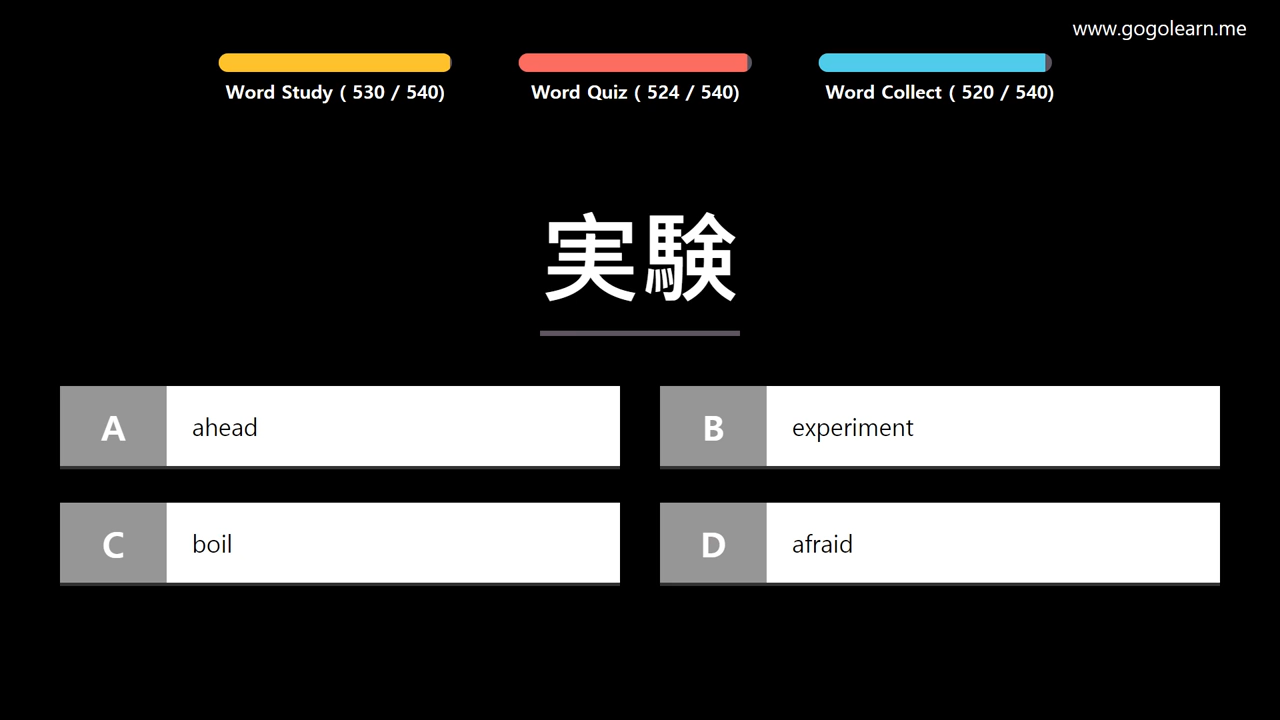 www.gogolearn.me
Word Study ( 530 / 540)
Word Quiz ( 524 / 540)
Word Collect ( 520 / 540)
実験
A ahead
B experiment
C boil
D afraid